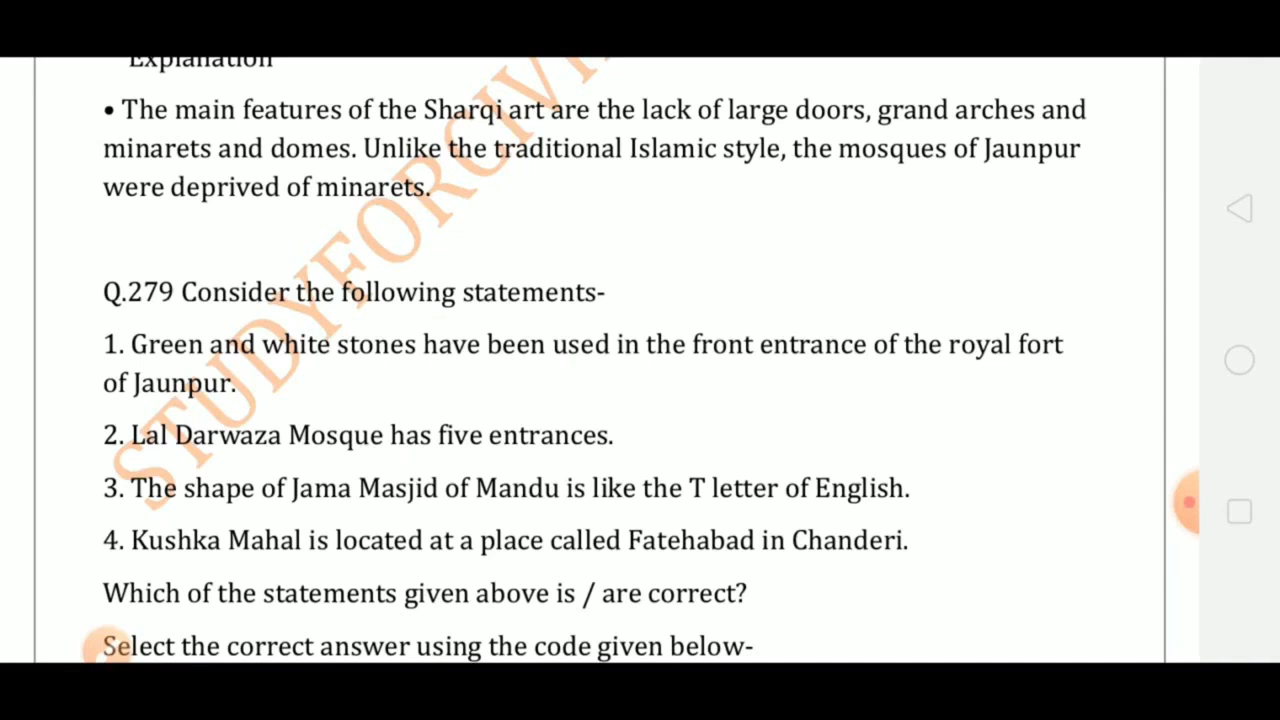 Explanation
• The main features of the Sharqi art are the lack of large doors, grand arches and
minarets and domes. Unlike the traditional Islamic style, the mosques of Jaunpur
were deprived of minarets.
Q.279 Consider the following statements-
1. Green and white stones have been used in the front entrance of the royal fort
of Jaunpur.
2. Lal Darwaza Mosque has five entrances.
3. The shape of Jama Masjid of Mandu is like the T letter of English.
4. Kushka Mahal is located at a place called Fatehabad in Chanderi.
Which of the statements given above is / are correct?
Select the correct answer using the code given below-
STUDYFORCIVI